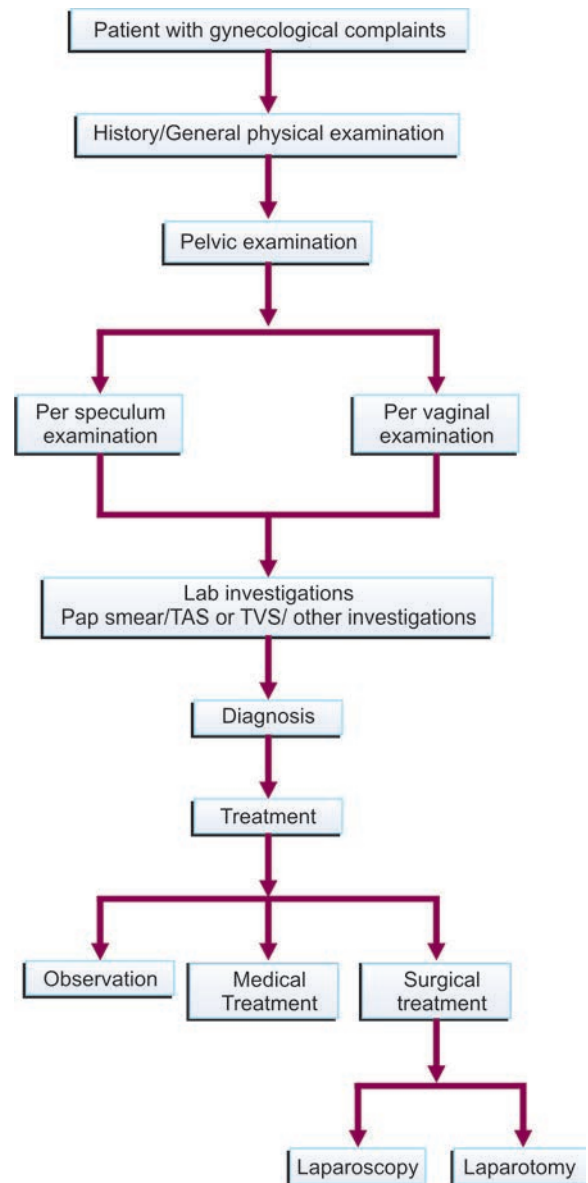 Patient with gynecological complaints
History/General physical examination
Pelvic examination
Per speculum
examination
Per vaginal
examination
Lab investigations
Pap smear/TAS or TVS/ other investigations
Diagnosis
Treatment
Observation
Medical
Treatment
Surgical
treatment
Laparoscopy
Laparotomy